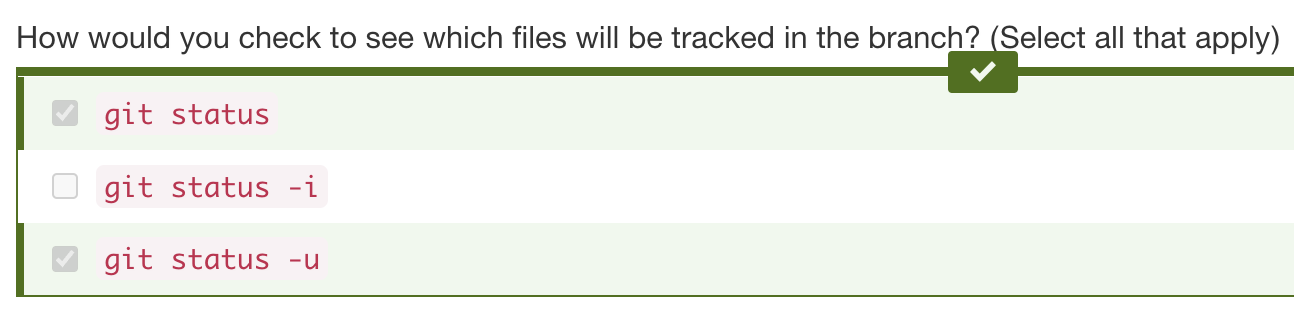 How would you check to see which files will be tracked in the branch? (Select all that apply)
git status
git status -i
git status -u